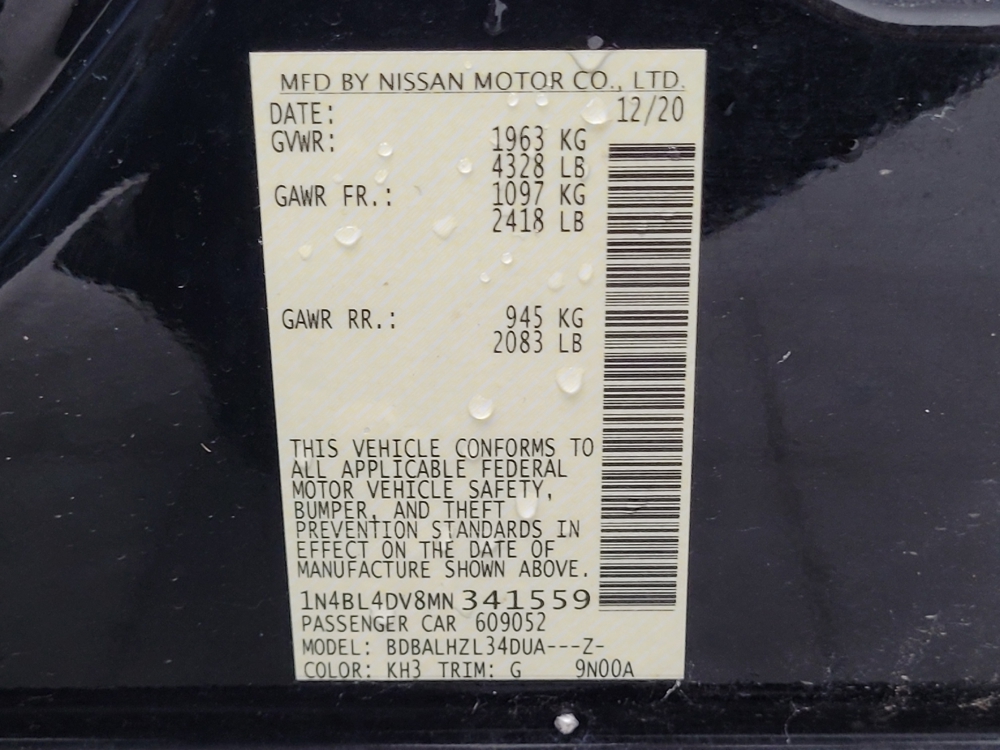 MFD BY NISSAN MOTOR CO., LTD.
DATE: 12/20
GVWR: 1963 KG
4328 LB
GAWR FR.: 1097 KG
2418 LB
GAWR RR.: 945 KG
2083 LB
THIS VEHICLE CONFORMS TO
ALL APPLICABLE FEDERAL
MOTOR VEHICLE SAFETY,
BUMPER, AND THEFT
PREVENTION STANDARDS IN
EFFECT ON THE DATE OF
MANUFACTURE SHOWN ABOVE.
1N4BL4DV8MN341559
PASSENGER CAR 609052
MODEL: BDBALHZL34DUA---Z-
COLOR: KH3 TRIM: G 9N00A